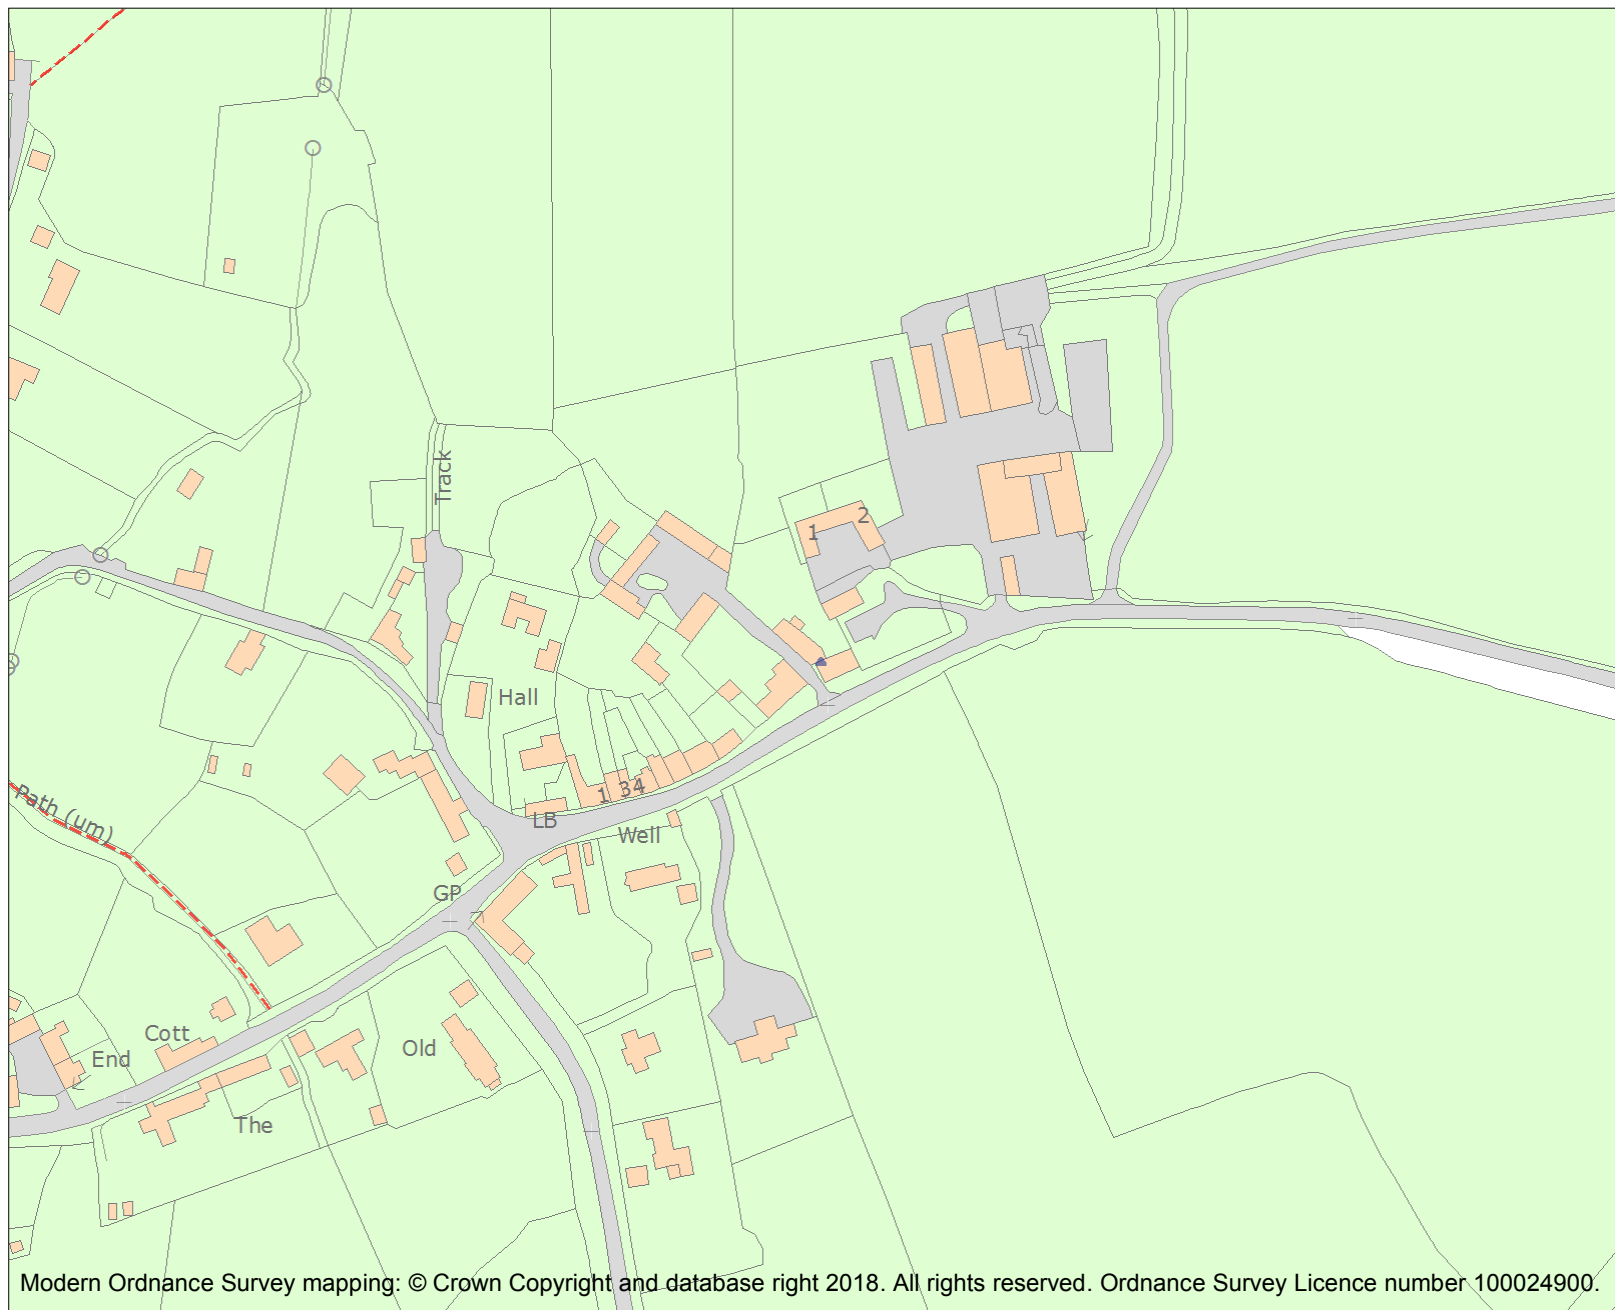 Track
1
2
Hall
1
34
LB
Well
Path (um)
GP
Cott
End
Old
The
Modern Ordnance Survey mapping: © Crown Copyright and database right 2018. All rights reserved. Ordnance Survey Licence number 100024900.